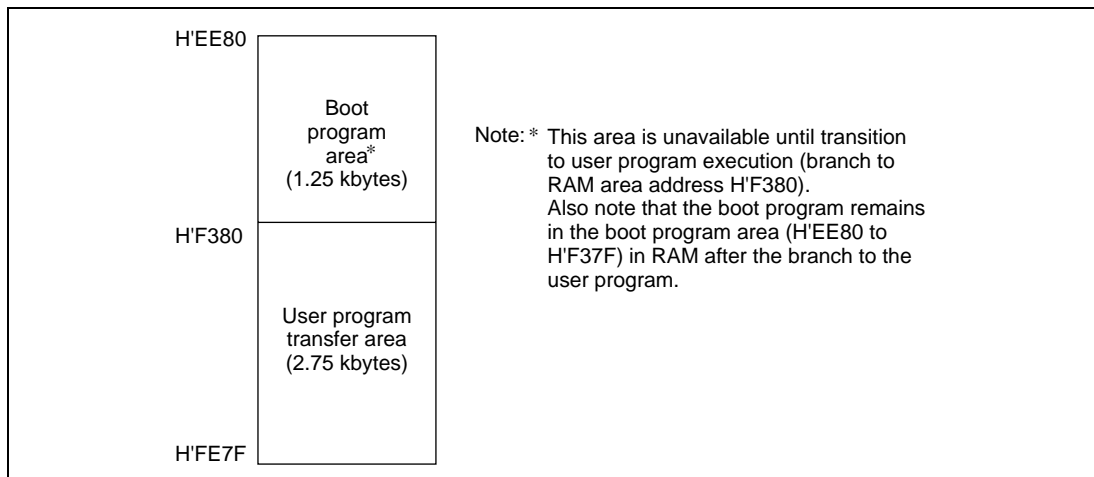 H'EE80
Boot
program
area*
(1.25 kbytes)
H'F380
User program
transfer area
(2.75 kbytes)
H'FE7F
Note: * This area is unavailable until transition
to user program execution (branch to
RAM area address H'F380).
Also note that the boot program remains
in the boot program area (H'EE80 to
H'F37F) in RAM after the branch to the
user program.